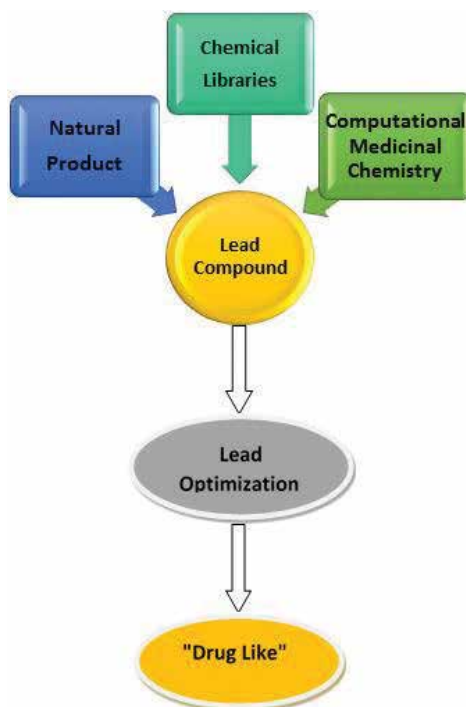 Chemical
Libraries
Natural
Product
Computational
Medicinal
Chemistry
Lead
Compound
Lead
Optimization
"Drug Like"